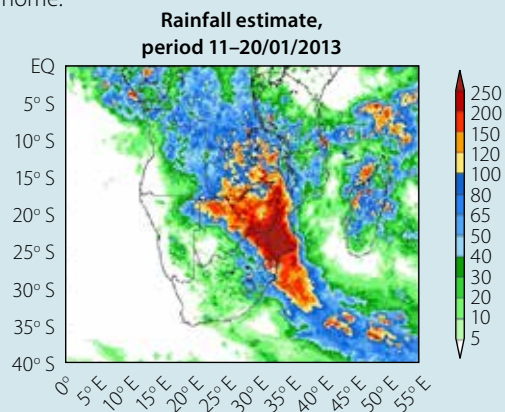 home.
Rainfall estimate,
period 11–20/01/2013
EQ
5° S
10° S
15° S
20° S
25° S
30° S
35° S
40° S
0°
5° E
10° E
15° E
20° E
25° E
30° E
35° E
40° E
45° E
50° E
55° E
250
200
150
120
100
80
65
50
40
30
20
10
5